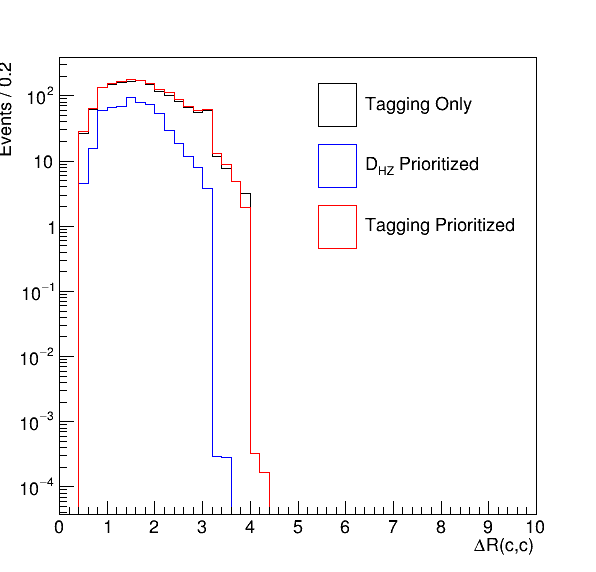 Events / 0.2
10²
10
1
10⁻¹
10⁻²
10⁻³
10⁻⁴
Tagging Only
D_HZ Prioritized
Tagging Prioritized
0 1 2 3 4 5 6 7 8 9 10
ΔR(c,c)